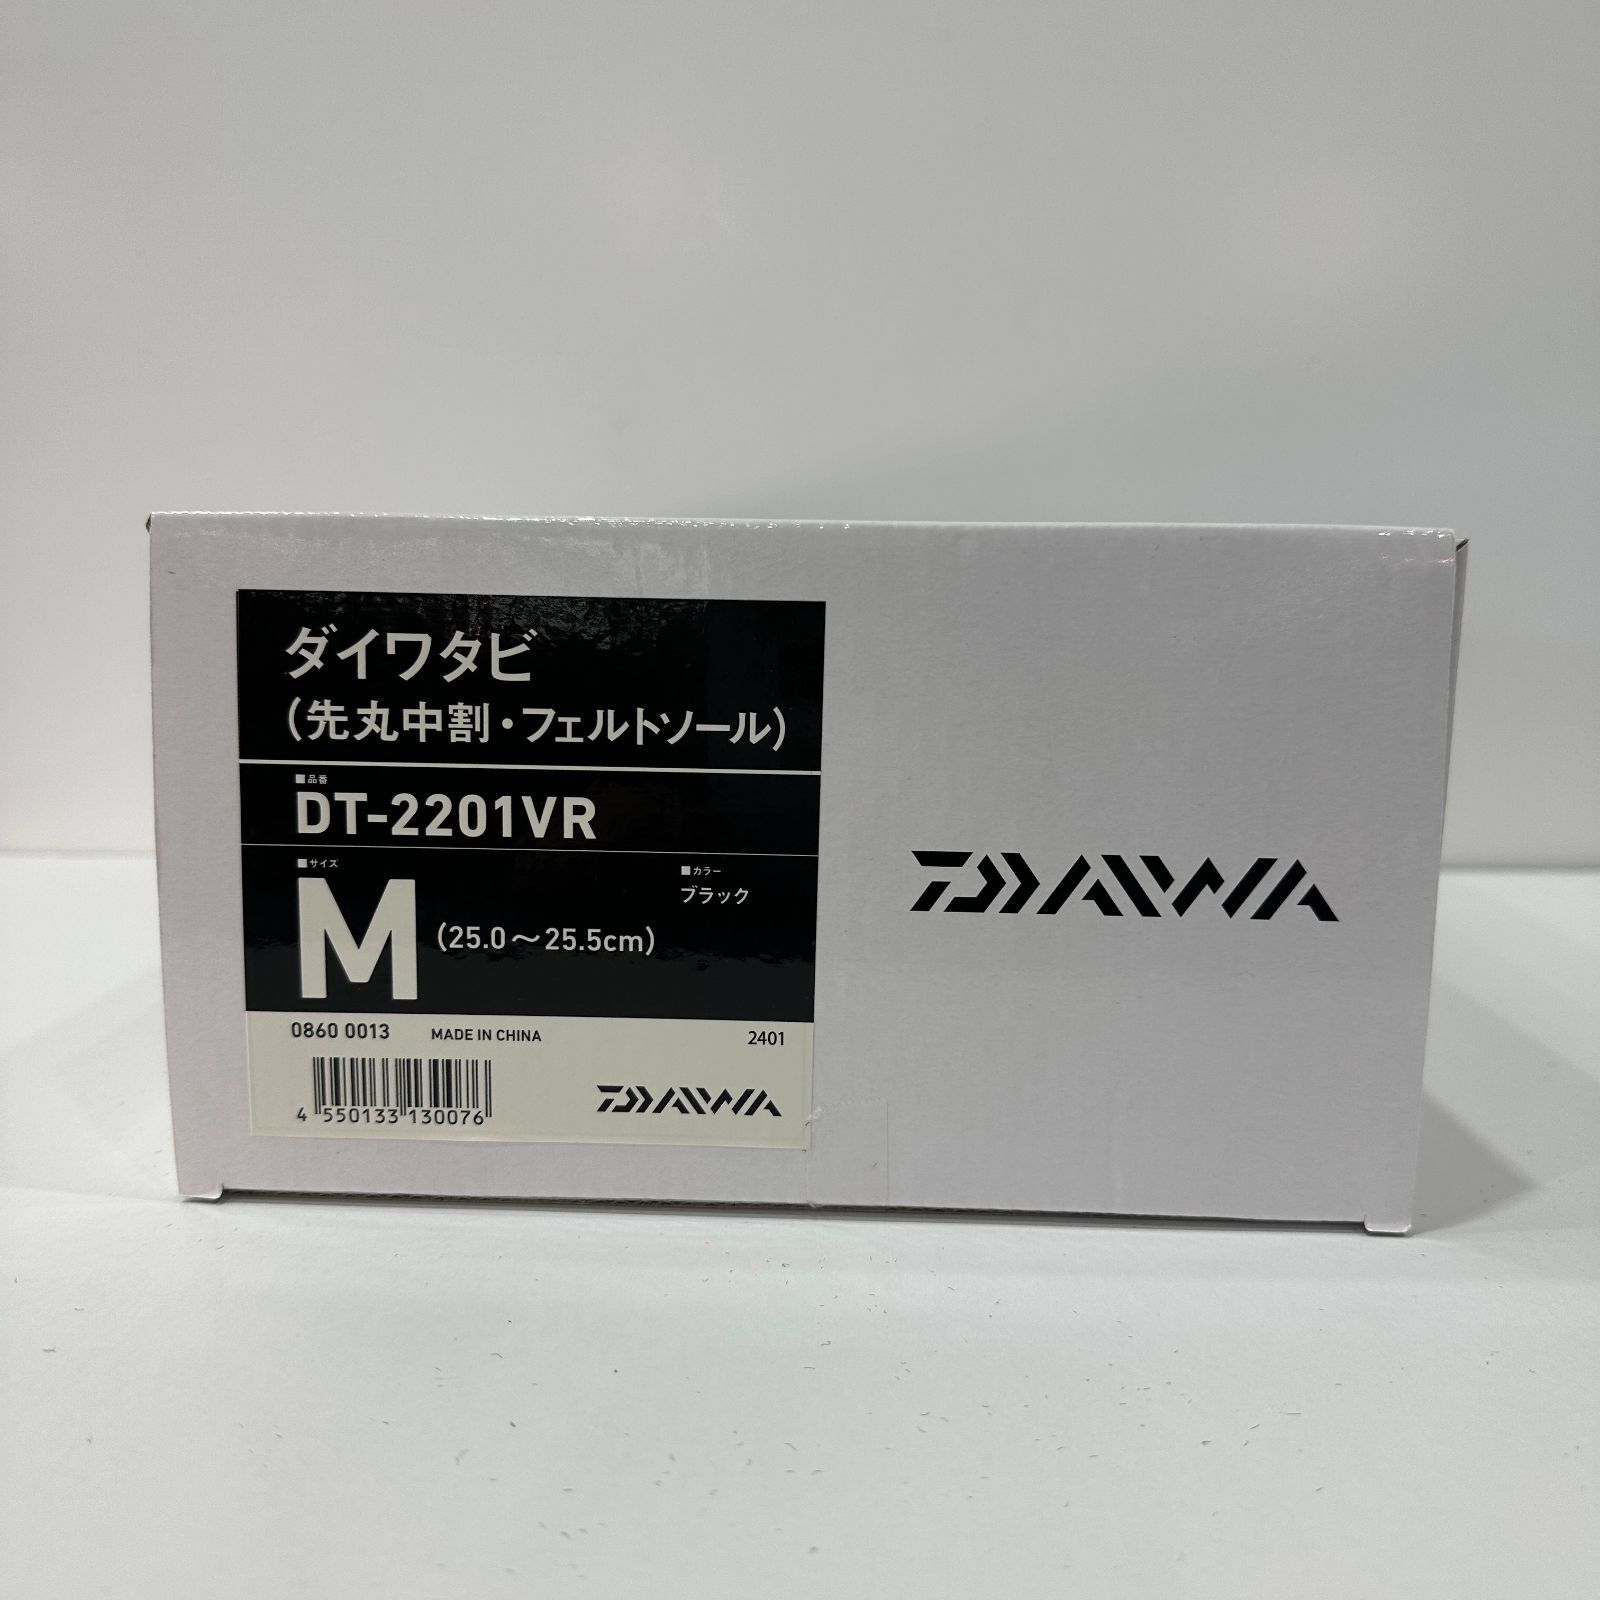 ダイワタビ
(先丸中割・フェルトソール)
■品番
DT-2201VR
■サイズ
M (25.0～25.5cm)
■カラー
ブラック
0860 0013 MADE IN CHINA 2401
4 550133 130076
DAIWA
DAIWA